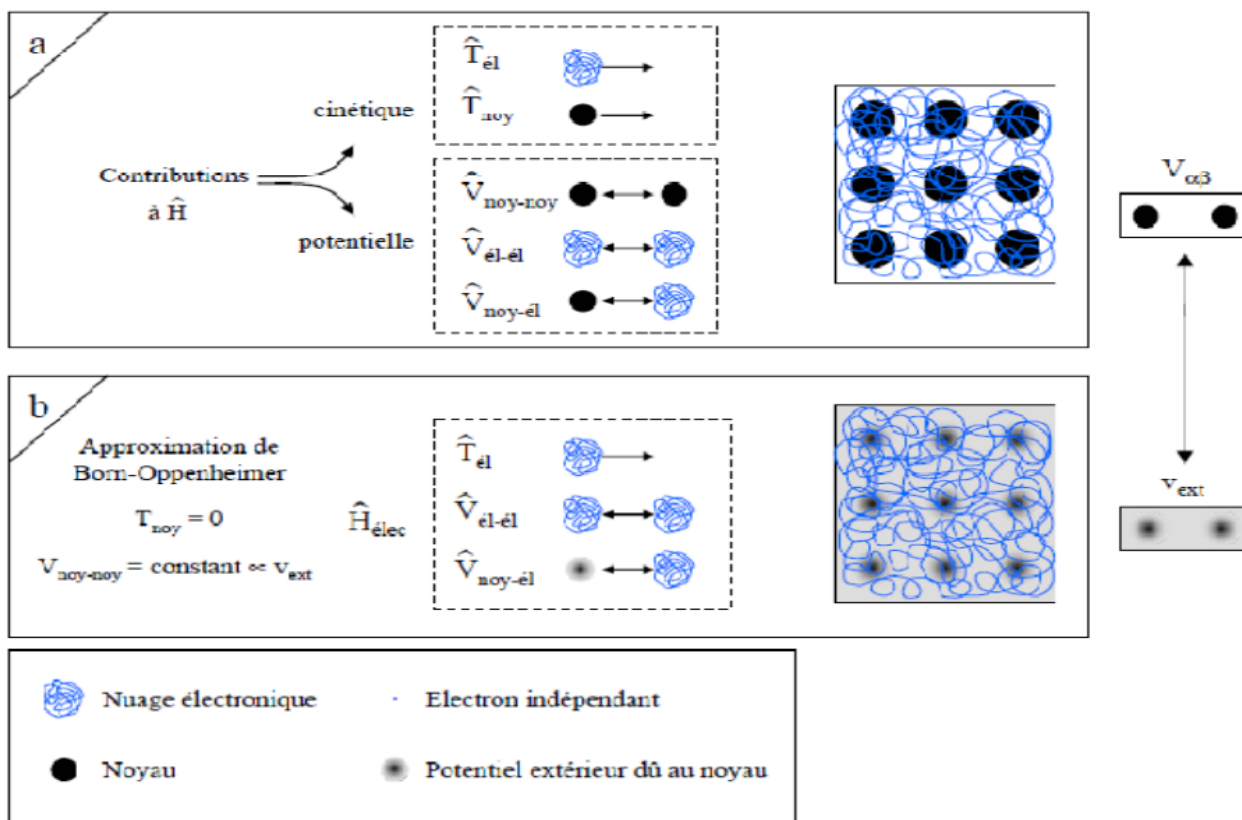 a
T̂él
T̂noy
cinétique
Contributions
à Ĥ
potentielle
V̂noy-noy
V̂él-él
V̂noy-él
Vαβ
b
Approximation de
Born-Oppenheimer
Tnoy = 0
Vnoy-noy = constant ∝ vext
Ĥélec
T̂él
V̂él-él
V̂noy-él
vext
Nuage électronique
Electron indépendant
Noyau
Potentiel extérieur dû au noyau